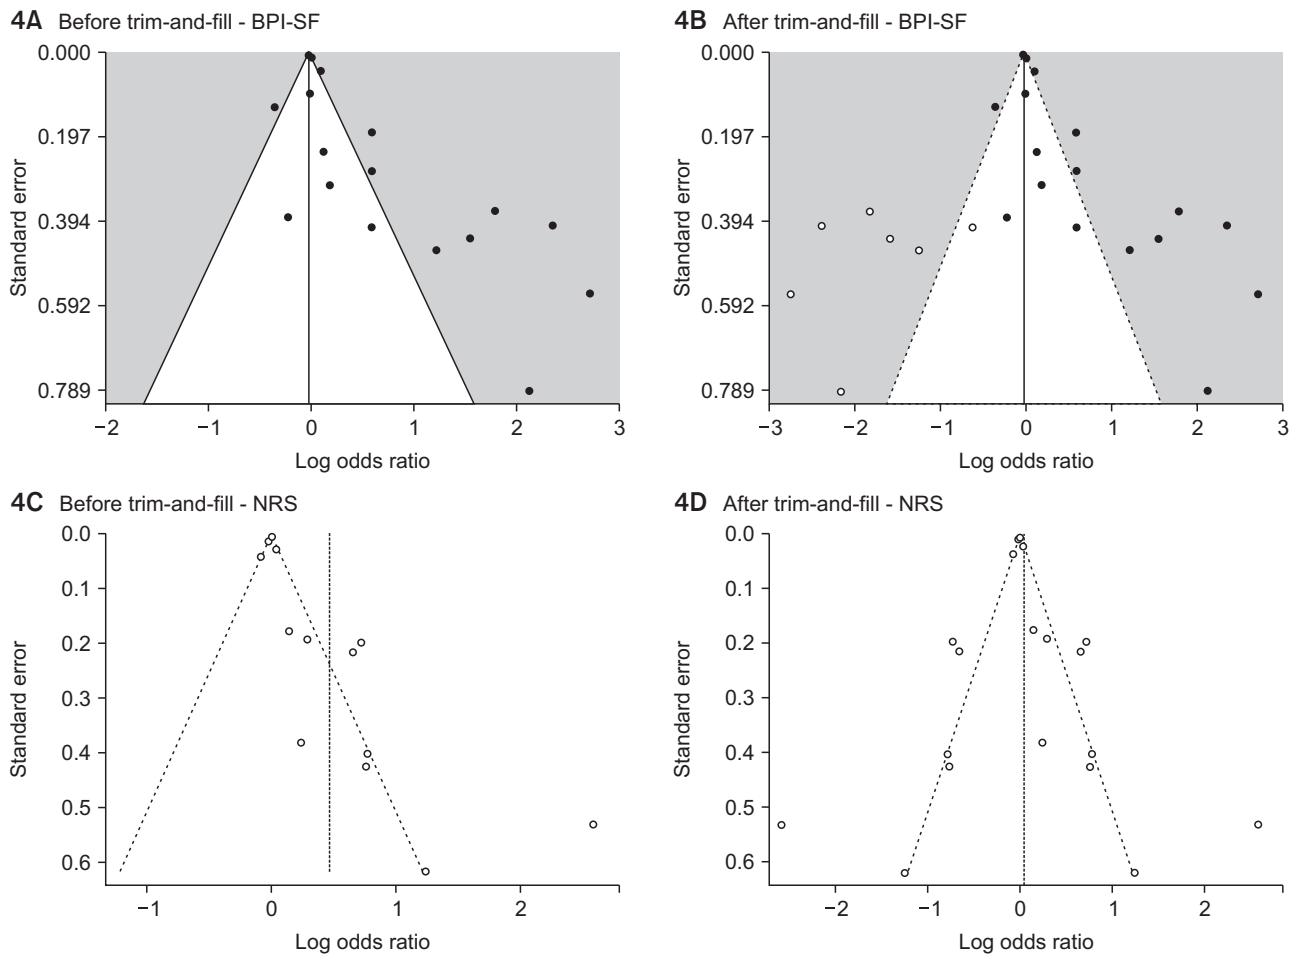 4A Before trim-and-fill - BPI-SF
0.000
0.197
0.394
0.592
0.789
Standard error
−2 −1 0 1 2 3
Log odds ratio
4B After trim-and-fill - BPI-SF
0.000
0.197
0.394
0.592
0.789
Standard error
−3 −2 −1 0 1 2 3
Log odds ratio
4C Before trim-and-fill - NRS
0.0
0.1
0.2
0.3
0.4
0.5
0.6
Standard error
−1 0 1 2
Log odds ratio
4D After trim-and-fill - NRS
0.0
0.1
0.2
0.3
0.4
0.5
0.6
Standard error
−2 −1 0 1 2
Log odds ratio